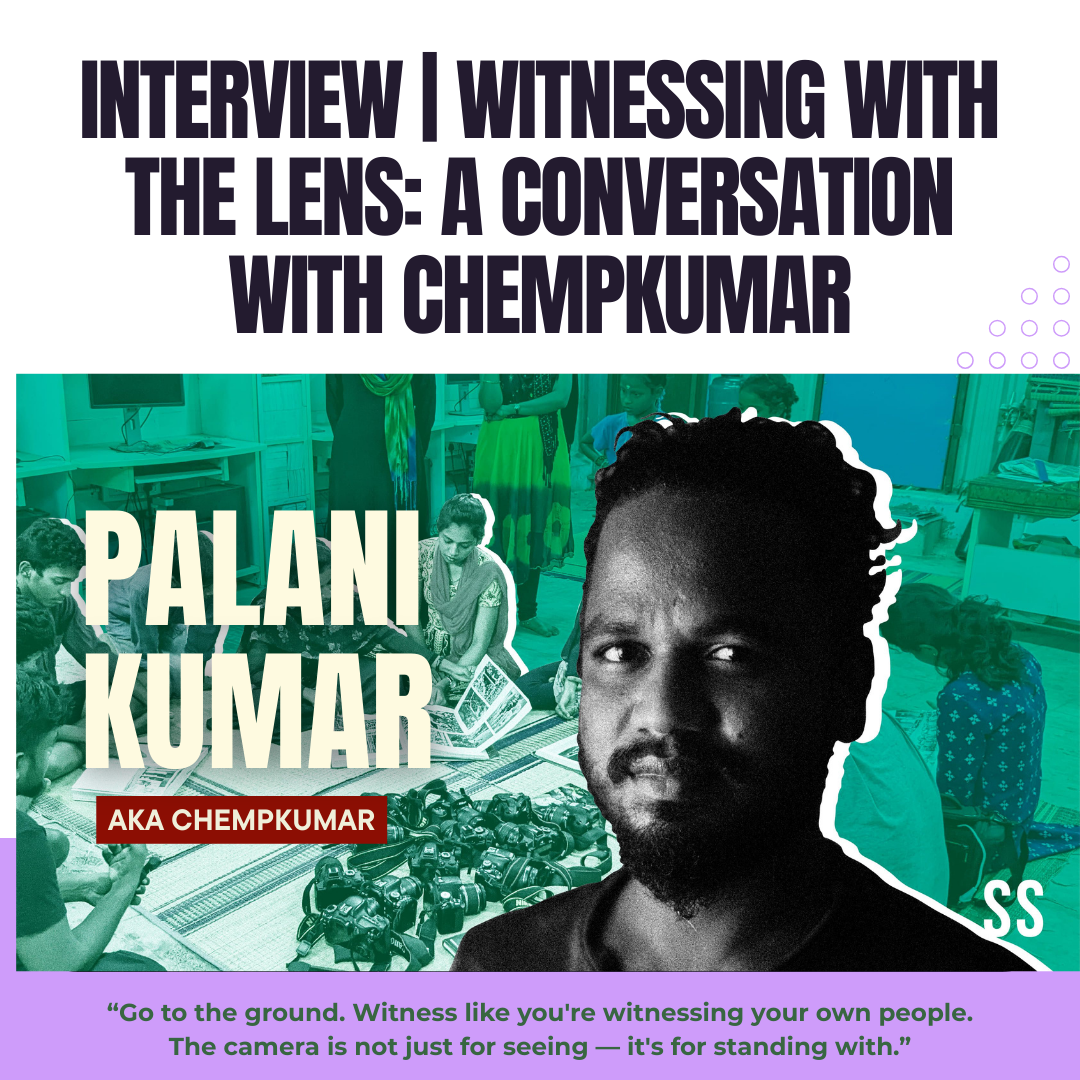 INTERVIEW | WITNESSING WITH
THE LENS: A CONVERSATION
WITH CHEMPKUMAR
PALANI
KUMAR
AKA CHEMPKUMAR
SS
“Go to the ground. Witness like you're witnessing your own people.
The camera is not just for seeing — it's for standing with.”